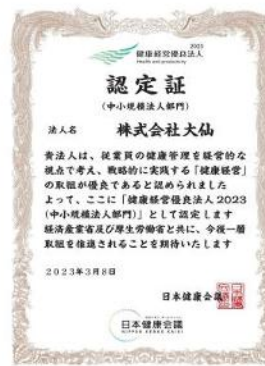 2023
健康経営優良法人
Health and productivity
認定証
(中小規模法人部門)
法人名 株式会社大仙
貴法人は、従業員の健康管理を経営的な
視点で考え、戦略的に実践する「健康経営」
の取組が優良であると認められました
よって、ここに「健康経営優良法人2023
(中小規模法人部門)」として認定します
経済産業省及び厚生労働省と共に、今後一層
取組を推進されることを期待いたします
2023年3月8日
日本健康会議
日本健康会議
NIPPON KENKO KAIGI